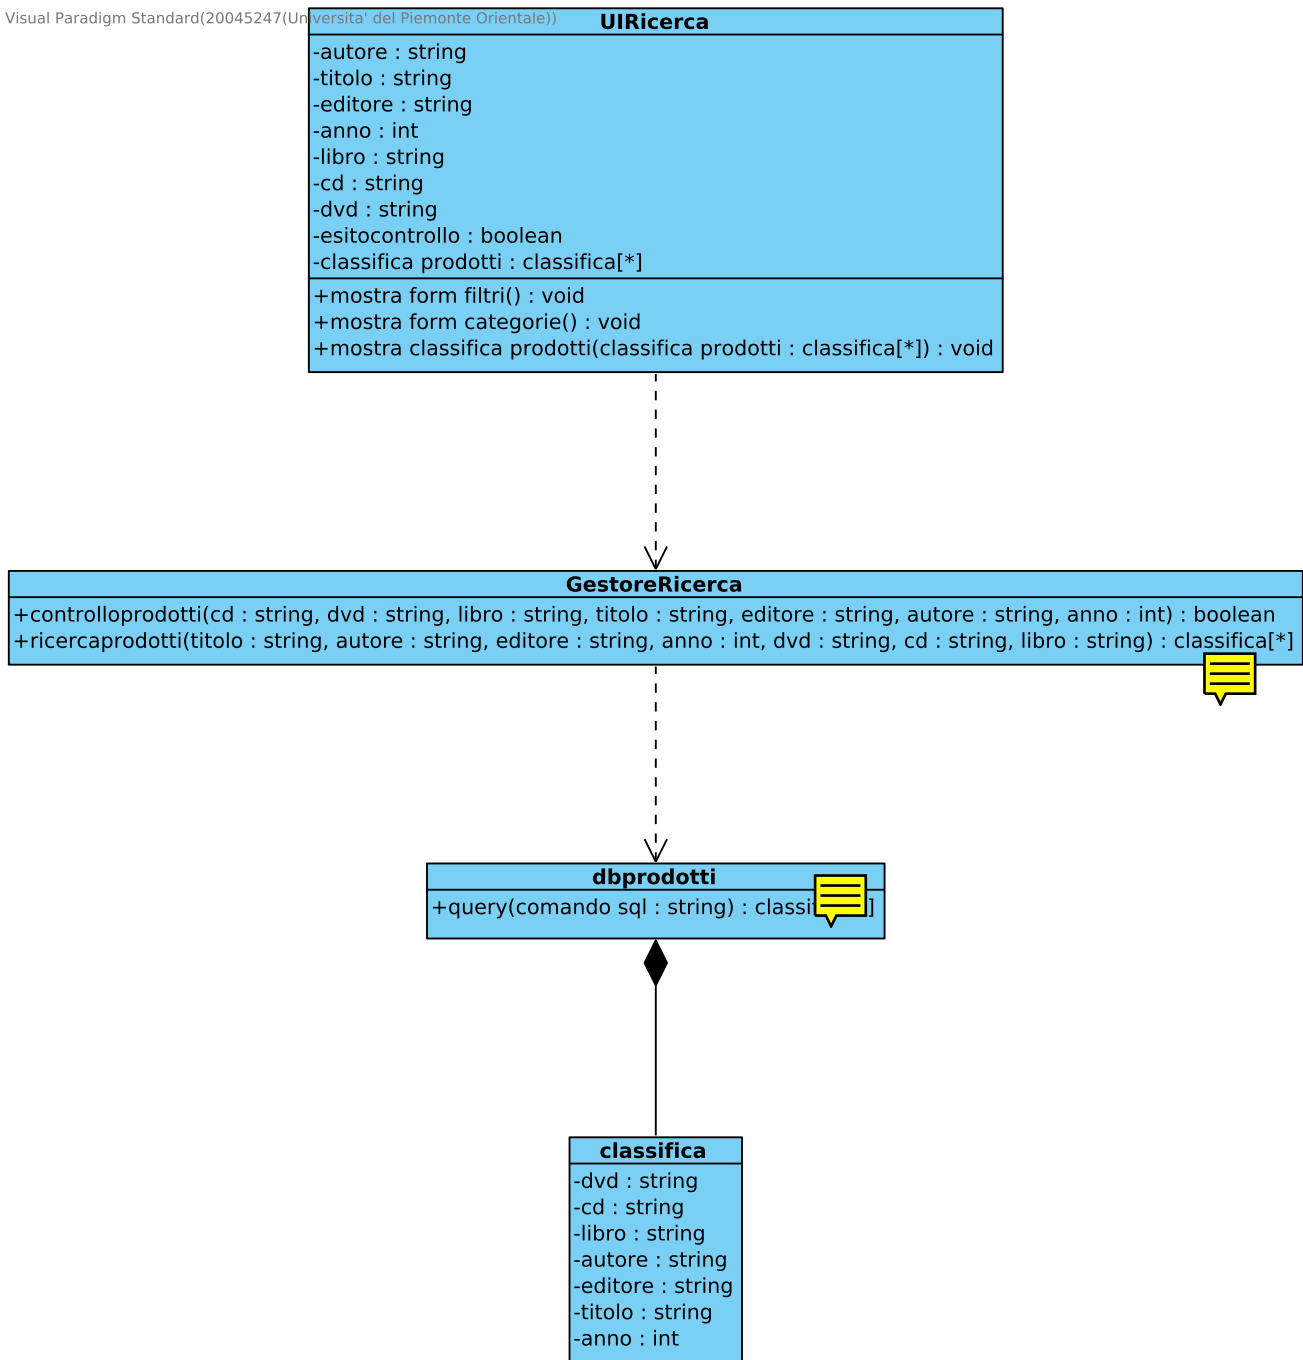 Visual Paradigm Standard(20045247(Universita' del Piemonte Orientale))
UIRicerca
-autore : string
-titolo : string
-editore : string
-anno : int
-libro : string
-cd : string
-dvd : string
-esitocontrollo : boolean
-classifica prodotti : classifica[*]
+mostra form filtri() : void
+mostra form categorie() : void
+mostra classifica prodotti(classifica prodotti : classifica[*]) : void
GestoreRicerca
+controlloprodotti(cd : string, dvd : string, libro : string, titolo : string, editore : string, autore : string, anno : int) : boolean
+ricercaprodotti(titolo : string, autore : string, editore : string, anno : int, dvd : string, cd : string, libro : string) : classifica[*]
dbprodotti
+query(comando sql : string) :
classifica
-dvd : string
-cd : string
-libro : string
-autore : string
-editore : string
-titolo : string
-anno : int